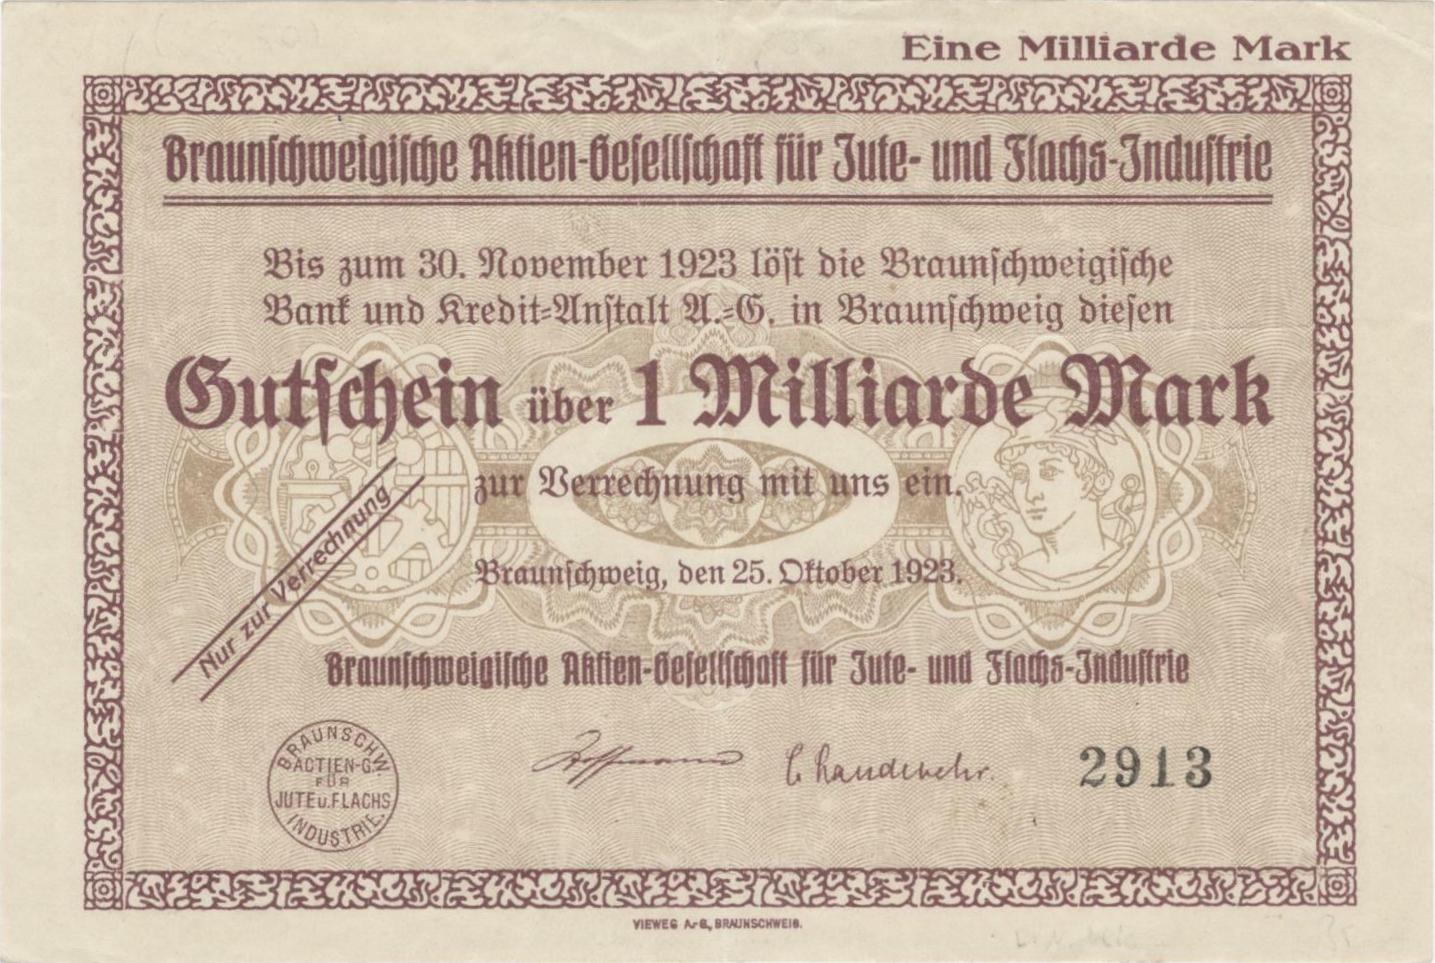 Eine Milliarde Mark
Braunschweigische Aktien-Gesellschaft für Jute- und Flachs-Industrie
Bis zum 30. November 1923 löst die Braunschweigische
Bank und Kredit-Anstalt A.-G. in Braunschweig diesen
Gutschein über 1 Milliarde Mark
zur Verrechnung mit uns ein.
Nur zur Verrechnung
Braunschweig, den 25. Oktober 1923.
Braunschweigische Aktien-Gesellschaft für Jute- und Flachs-Industrie
BRAUNSCHW.
ACTIEN-G.
FÜR
JUTE u. FLACHS
INDUSTRIE.
Hoffmann
C Landwehr.
2913
VIEWEG A.-G., BRAUNSCHWEIG.